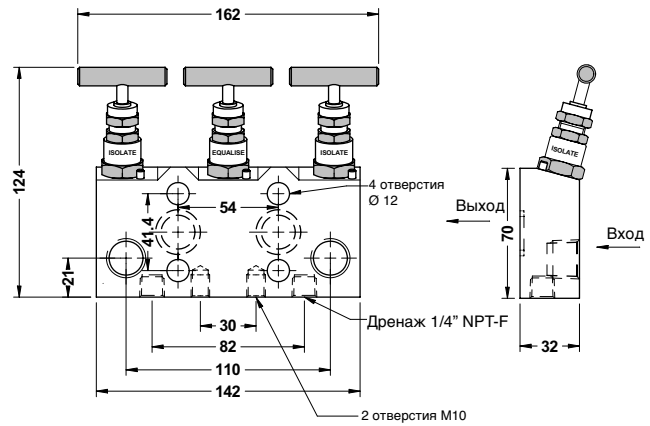 162
124
ISOLATE
EQUALISE
ISOLATE
ISOLATE
4 отверстия
Ø 12
54
41.4
21
70
Выход
Вход
30
Дренаж 1/4” NPT-F
82
32
110
142
2 отверстия M10